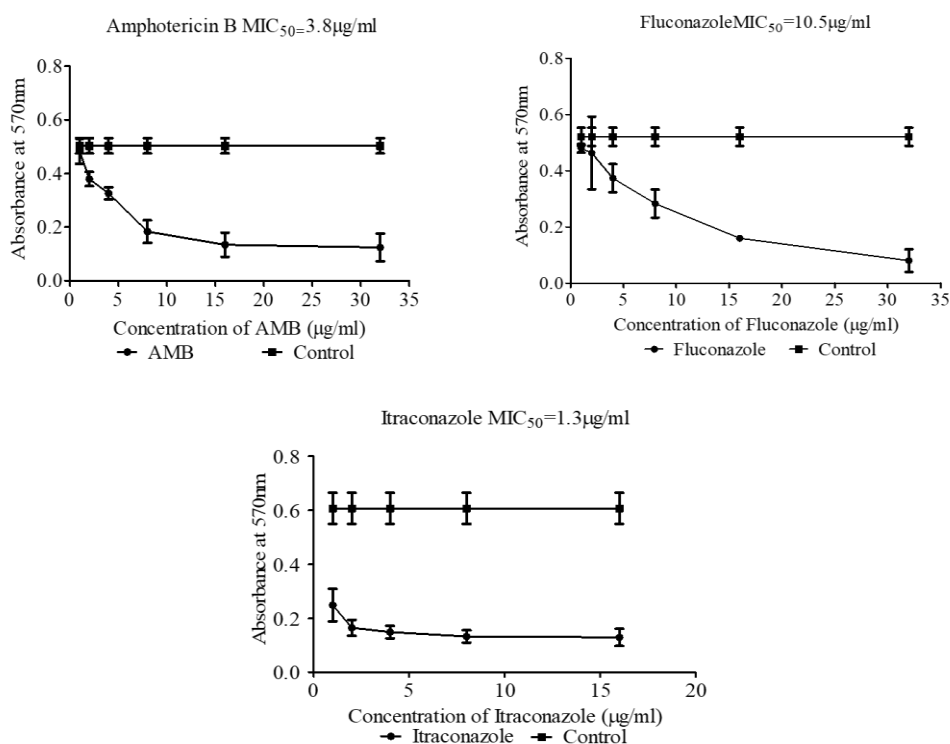 Amphotericin B MIC50=3.8μg/ml
0.8
0.6
0.4
0.2
0.0
Absorbance at 570nm
0 5 10 15 20 25 30 35
Concentration of AMB (μg/ml)
AMB Control
FluconazoleMIC50=10.5μg/ml
0.8
0.6
0.4
0.2
0.0
Absorbance at 570nm
0 5 10 15 20 25 30 35
Concentration of Fluconazole (μg/ml)
Fluconazole Control
Itraconazole MIC50=1.3μg/ml
0.8
0.6
0.4
0.2
0.0
Absorbance at 570nm
0 5 10 15 20
Concentration of Itraconazole (μg/ml)
Itraconazole Control